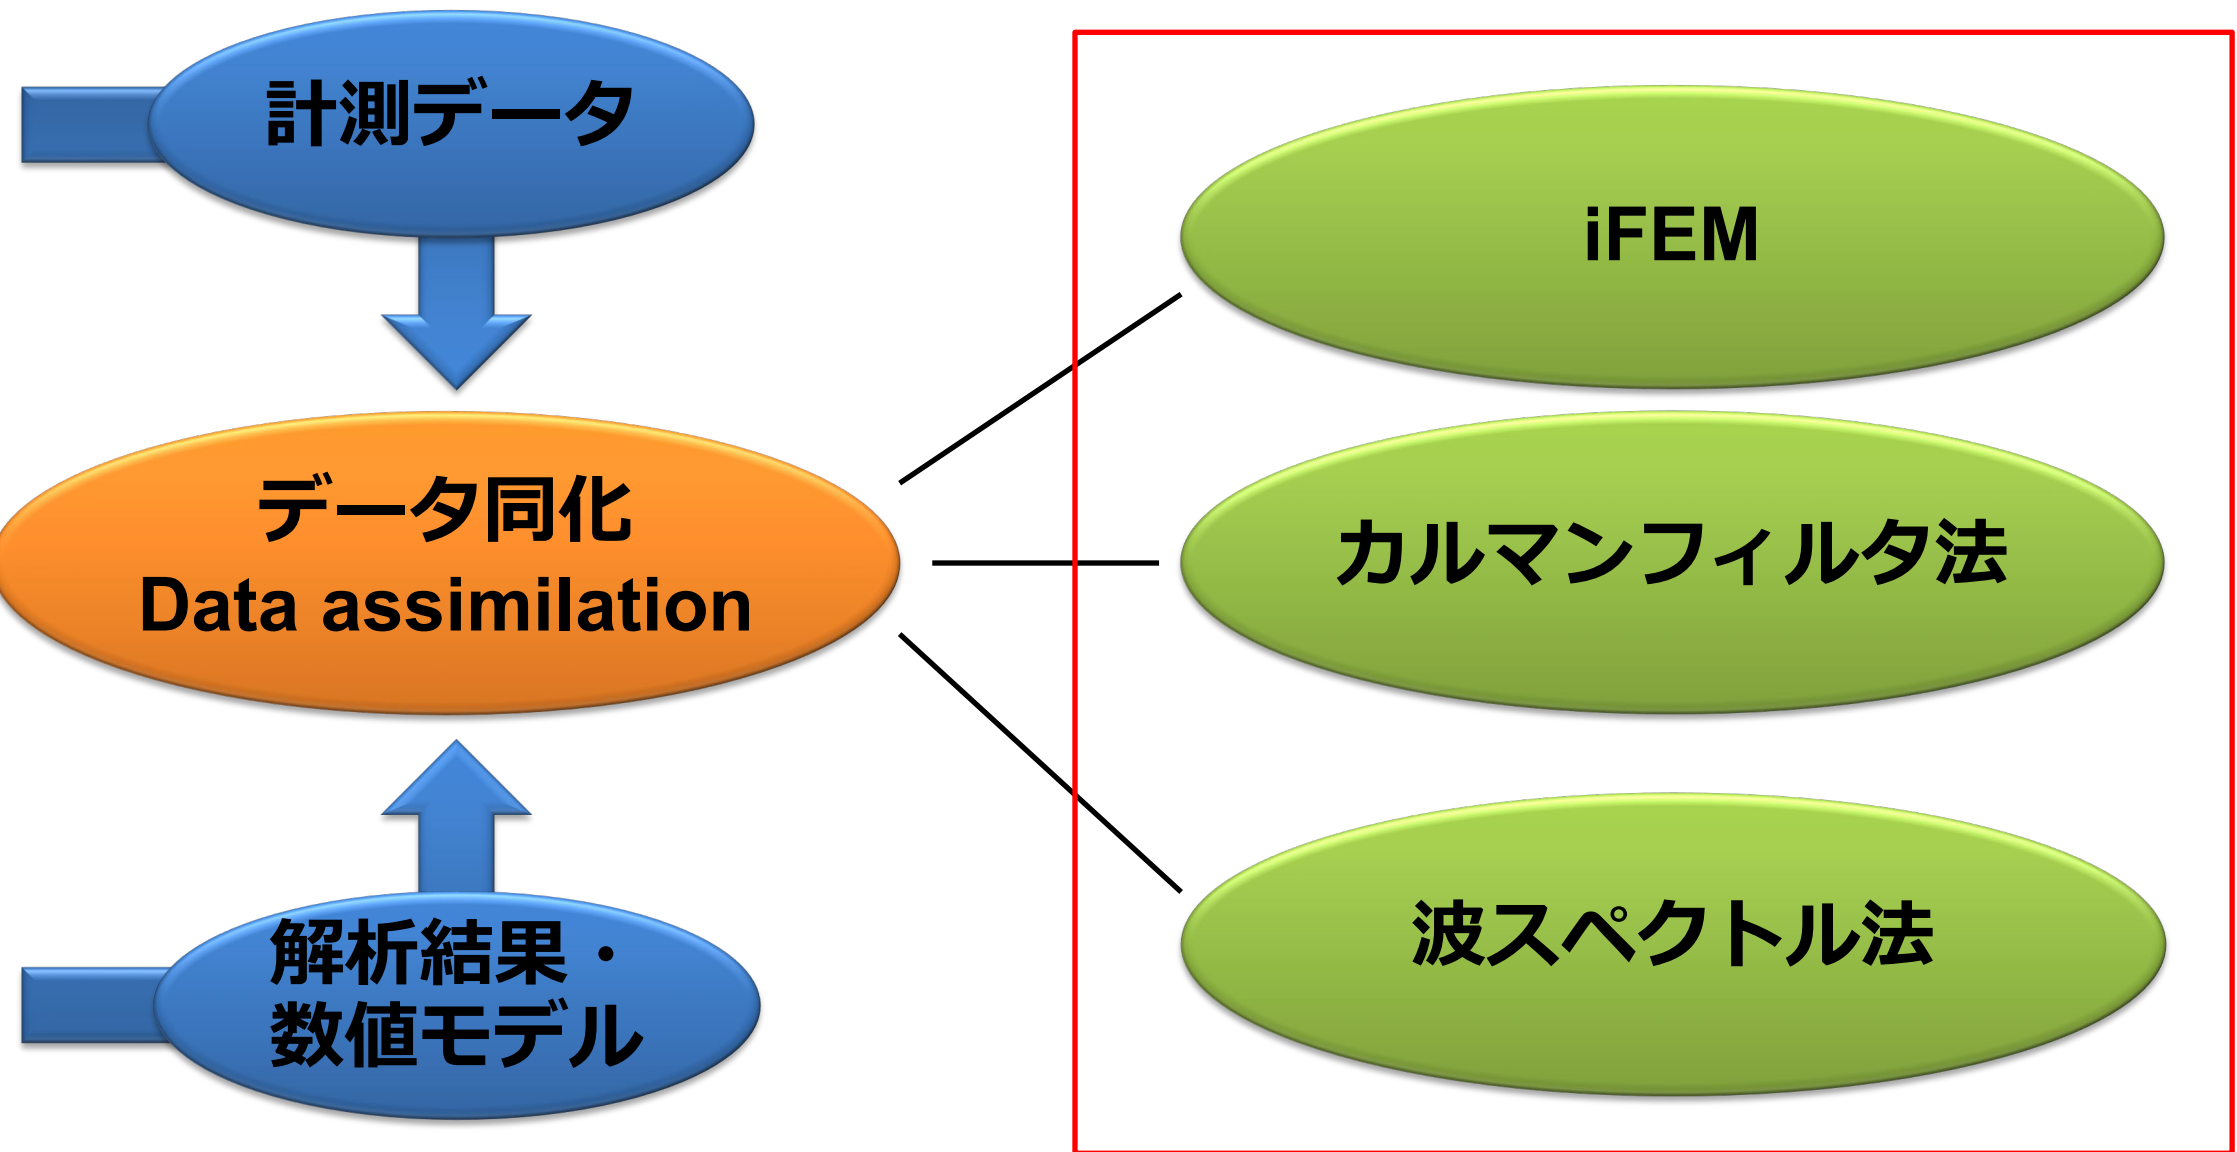 計測データ
データ同化
Data assimilation
解析結果・
数値モデル
iFEM
カルマンフィルタ法
波スペクトル法